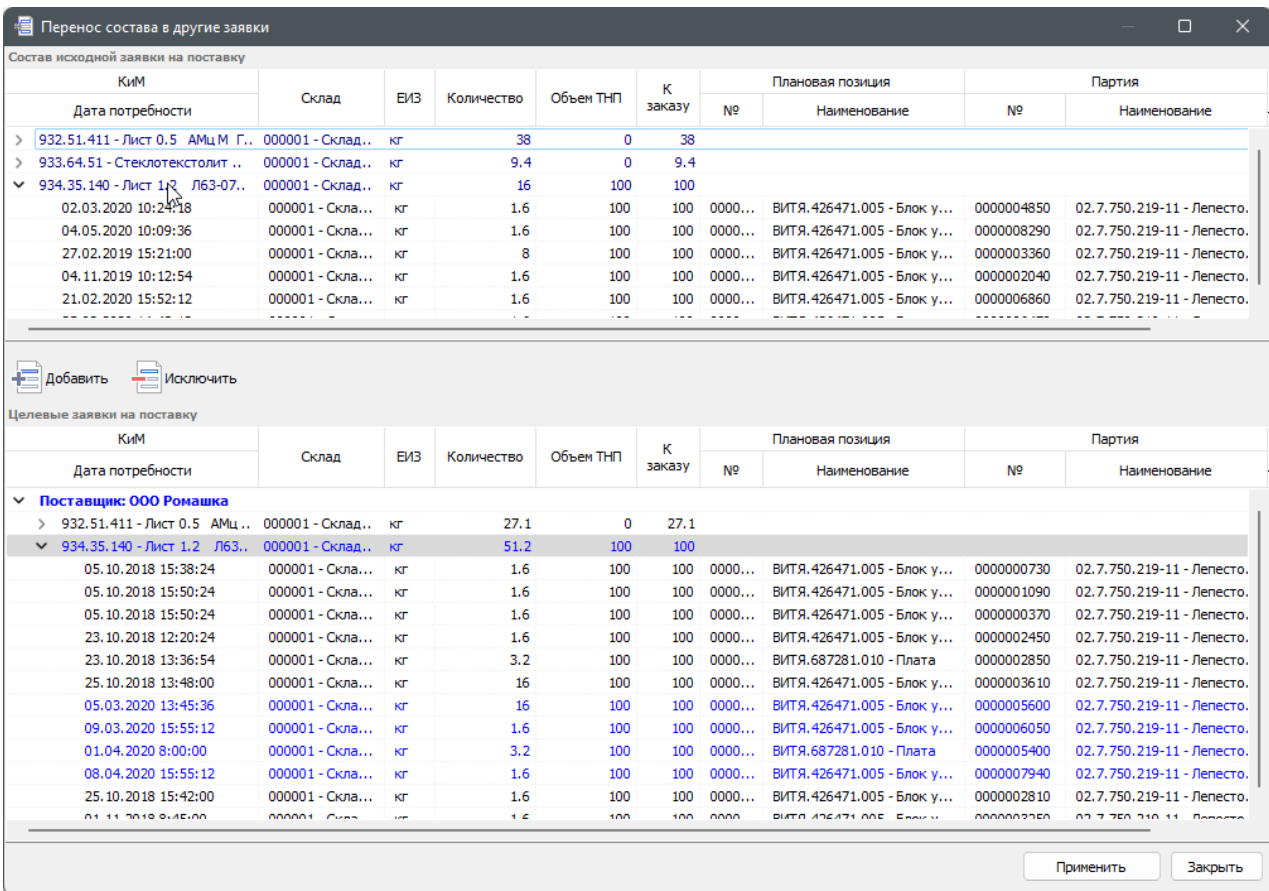 Перенос состава в другие заявки
Состав исходной заявки на поставку
КиМ Склад ЕИЗ Количество Объем ТНП К заказу Плановая позиция Партия
Дата потребности № Наименование № Наименование
932.51.411 - Лист 0.5 АМц М Г.. 000001 - Склад.. кг 38 0 38
933.64.51 - Стеклотекстолит .. 000001 - Склад.. кг 9.4 0 9.4
934.35.140 - Лист 1.2 Л63-07.. 000001 - Склад.. кг 16 100 100
02.03.2020 10:24:18 000001 - Скла... кг 1.6 100 100 0000... ВИТЯ.426471.005 - Блок у... 0000004850 02.7.750.219-11 - Лепесто.
04.05.2020 10:09:36 000001 - Скла... кг 1.6 100 100 0000... ВИТЯ.426471.005 - Блок у... 0000008290 02.7.750.219-11 - Лепесто.
27.02.2019 15:21:00 000001 - Скла... кг 8 100 100 0000... ВИТЯ.426471.005 - Блок у... 0000003360 02.7.750.219-11 - Лепесто.
04.11.2019 10:12:54 000001 - Скла... кг 1.6 100 100 0000... ВИТЯ.426471.005 - Блок у... 0000002040 02.7.750.219-11 - Лепесто.
21.02.2020 15:52:12 000001 - Скла... кг 1.6 100 100 0000... ВИТЯ.426471.005 - Блок у... 0000006860 02.7.750.219-11 - Лепесто.
Добавить Исключить
Целевые заявки на поставку
КиМ Склад ЕИЗ Количество Объем ТНП К заказу Плановая позиция Партия
Дата потребности № Наименование № Наименование
Поставщик: ООО Ромашка
932.51.411 - Лист 0.5 АМц .. 000001 - Склад.. кг 27.1 0 27.1
934.35.140 - Лист 1.2 Л63.. 000001 - Склад.. кг 51.2 100 100
05.10.2018 15:38:24 000001 - Скла... кг 1.6 100 100 0000... ВИТЯ.426471.005 - Блок у... 0000000730 02.7.750.219-11 - Лепесто.
05.10.2018 15:50:24 000001 - Скла... кг 1.6 100 100 0000... ВИТЯ.426471.005 - Блок у... 0000001090 02.7.750.219-11 - Лепесто.
05.10.2018 15:50:24 000001 - Скла... кг 1.6 100 100 0000... ВИТЯ.426471.005 - Блок у... 0000000370 02.7.750.219-11 - Лепесто.
23.10.2018 12:20:24 000001 - Скла... кг 1.6 100 100 0000... ВИТЯ.426471.005 - Блок у... 0000002450 02.7.750.219-11 - Лепесто.
23.10.2018 13:36:54 000001 - Скла... кг 3.2 100 100 0000... ВИТЯ.687281.010 - Плата 0000002850 02.7.750.219-11 - Лепесто.
25.10.2018 13:48:00 000001 - Скла... кг 16 100 100 0000... ВИТЯ.426471.005 - Блок у... 0000003610 02.7.750.219-11 - Лепесто.
05.03.2020 13:45:36 000001 - Скла... кг 16 100 100 0000... ВИТЯ.426471.005 - Блок у... 0000005600 02.7.750.219-11 - Лепесто.
09.03.2020 15:55:12 000001 - Скла... кг 1.6 100 100 0000... ВИТЯ.426471.005 - Блок у... 0000006050 02.7.750.219-11 - Лепесто.
01.04.2020 8:00:00 000001 - Скла... кг 3.2 100 100 0000... ВИТЯ.687281.010 - Плата 0000005400 02.7.750.219-11 - Лепесто.
08.04.2020 15:55:12 000001 - Скла... кг 1.6 100 100 0000... ВИТЯ.426471.005 - Блок у... 0000007940 02.7.750.219-11 - Лепесто.
25.10.2018 15:42:00 000001 - Скла... кг 1.6 100 100 0000... ВИТЯ.426471.005 - Блок у... 0000002810 02.7.750.219-11 - Лепесто.
01.11.2018 8:45:00 000001 - Скла... кг 1.6 100 100 0000... ВИТЯ.426471.005 - Блок у... 0000003250 02.7.750.219-11 - Лепесто.
Применить Закрыть